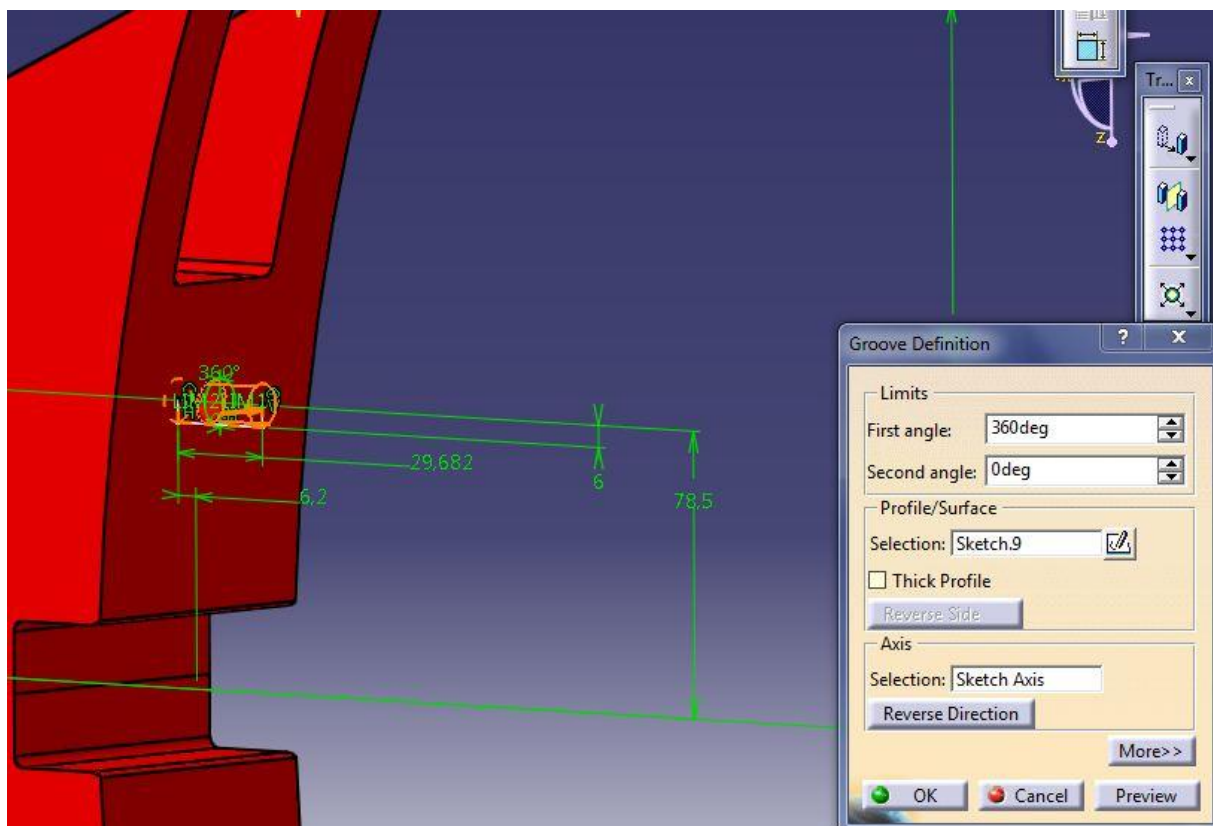 Tr... x
Z
360°
29,682
6
6,2
78,5
Groove Definition
? X
Limits
First angle: 360deg
Second angle: 0deg
Profile/Surface
Selection: Sketch.9
Thick Profile
Reverse Side
Axis
Selection: Sketch Axis
Reverse Direction
More>>
OK Cancel Preview